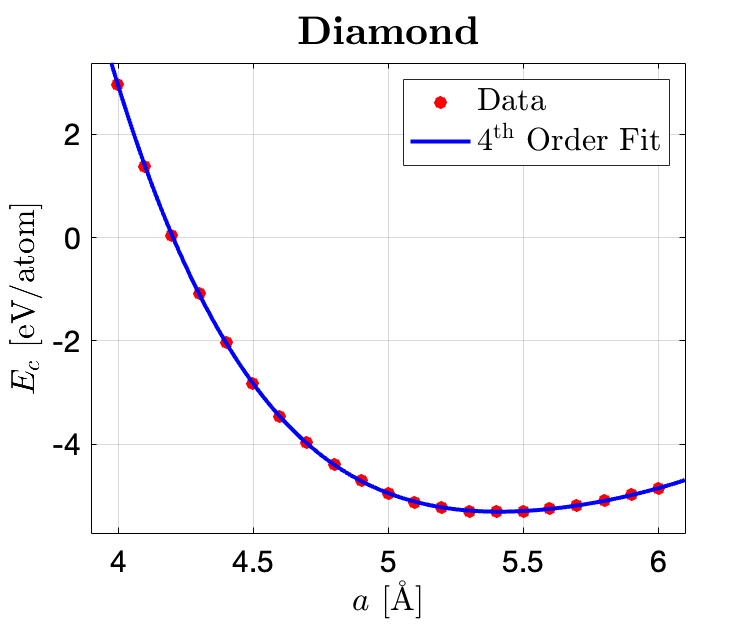 Diamond
Data
4th Order Fit
2
0
-2
-4
E_c [eV/atom]
4 4.5 5 5.5 6
a [Å]